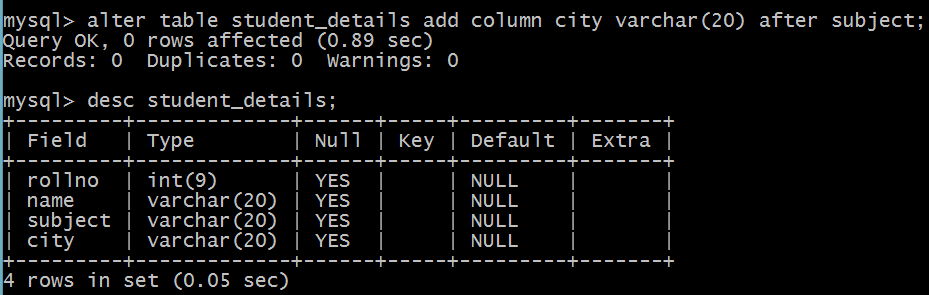 mysql> alter table student_details add column city varchar(20) after subject;
Query OK, 0 rows affected (0.89 sec)
Records: 0  Duplicates: 0  Warnings: 0

mysql> desc student_details;
+---------+-------------+------+-----+---------+-------+
| Field   | Type        | Null | Key | Default | Extra |
+---------+-------------+------+-----+---------+-------+
| rollno  | int(9)      | YES  |     | NULL    |       |
| name    | varchar(20) | YES  |     | NULL    |       |
| subject | varchar(20) | YES  |     | NULL    |       |
| city    | varchar(20) | YES  |     | NULL    |       |
+---------+-------------+------+-----+---------+-------+
4 rows in set (0.05 sec)